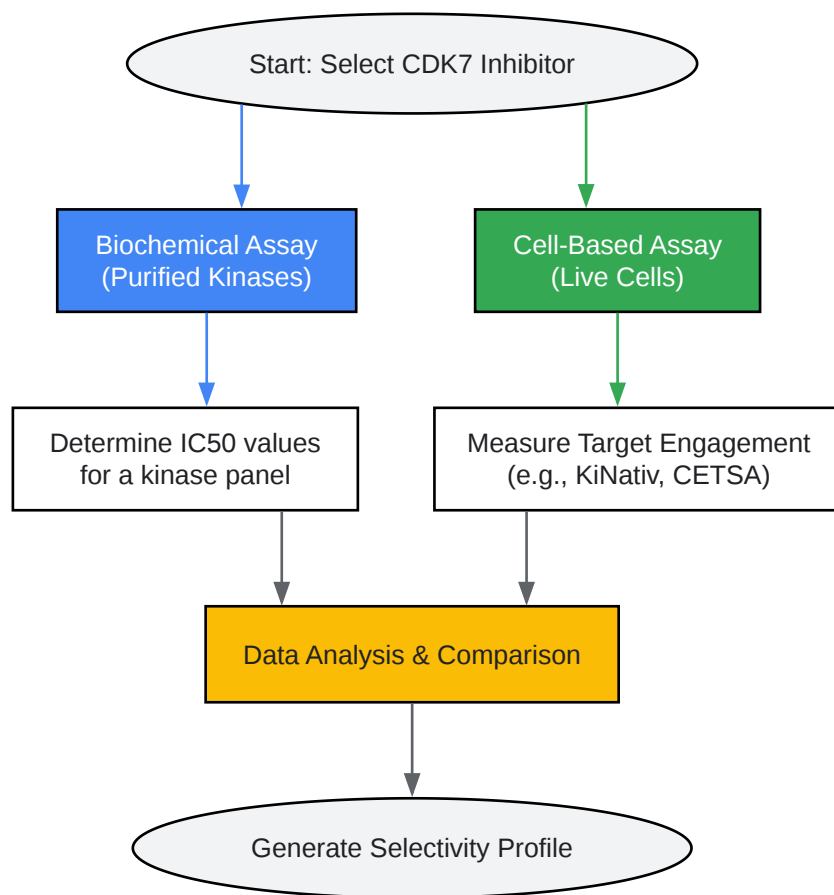 Start: Select CDK7 Inhibitor
Biochemical Assay
(Purified Kinases)
Cell-Based Assay
(Live Cells)
Determine IC50 values
for a kinase panel
Measure Target Engagement
(e.g., KiNativ, CETSA)
Data Analysis & Comparison
Generate Selectivity Profile